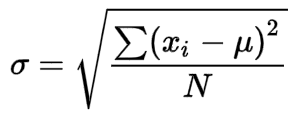 σ = √(∑(xᵢ − μ)² / N)